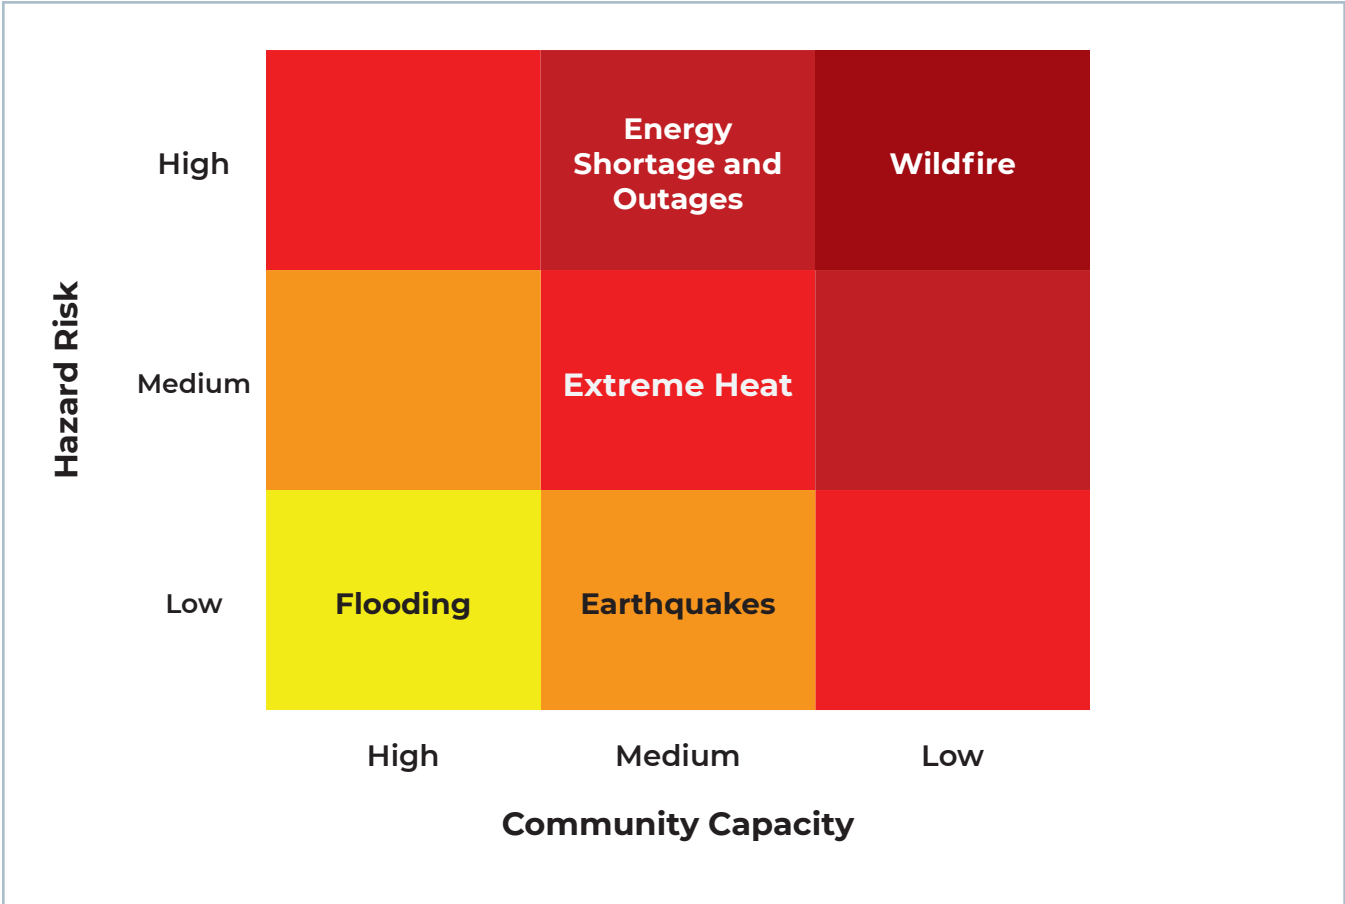 High
Energy
Shortage and
Outages
Wildfire
Hazard Risk
Medium
Extreme Heat
Low
Flooding
Earthquakes
High
Medium
Low
Community Capacity